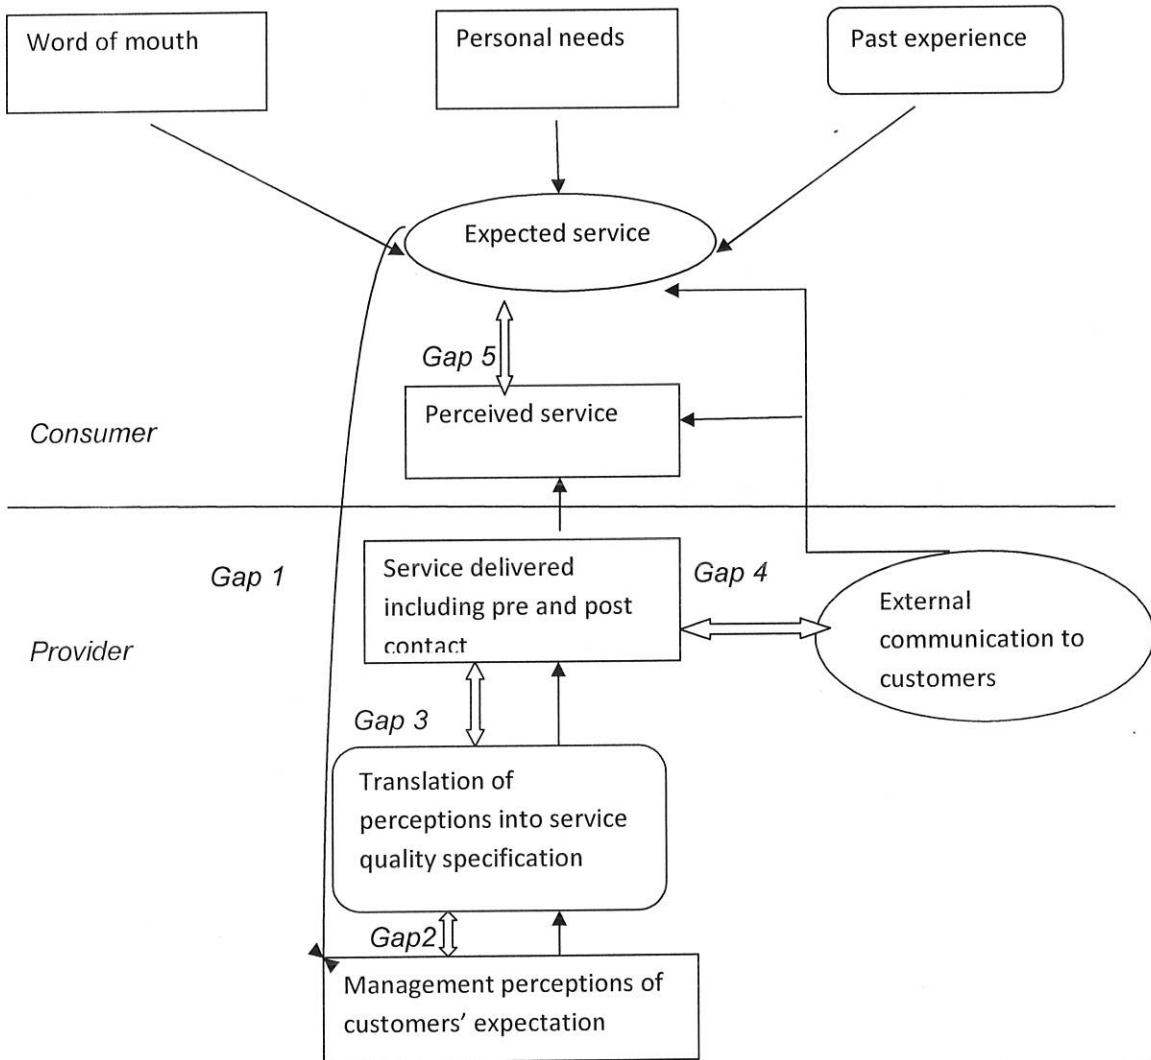 Word of mouth
Personal needs
Past experience
Expected service
Gap 5
Perceived service
Consumer
Gap 1
Service delivered
including pre and post
contact
Gap 4
External
communication to
customers
Provider
Gap 3
Translation of
perceptions into service
quality specification
Gap2
Management perceptions of
customers’ expectation